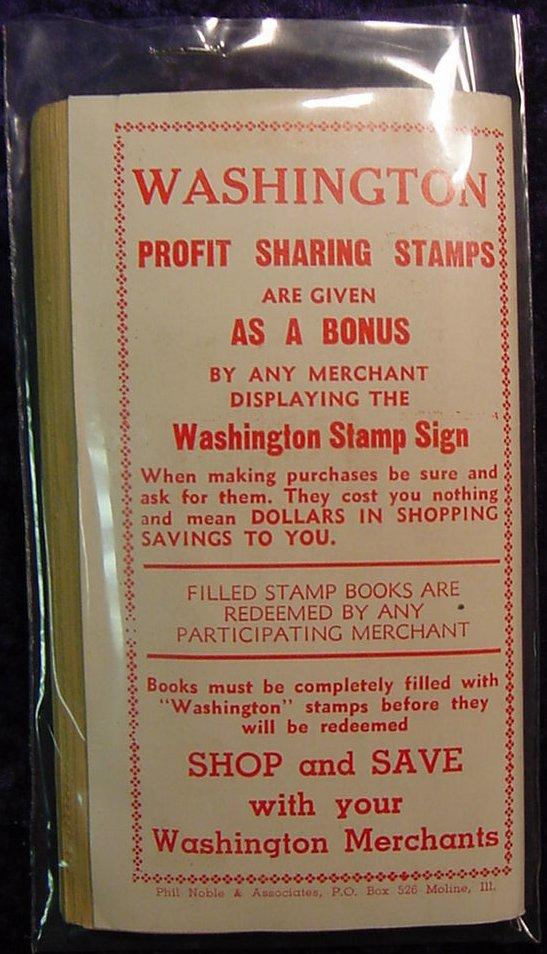 WASHINGTON
PROFIT SHARING STAMPS
ARE GIVEN
AS A BONUS
BY ANY MERCHANT
DISPLAYING THE
Washington Stamp Sign
When making purchases be sure and
ask for them. They cost you nothing
and mean DOLLARS IN SHOPPING
SAVINGS TO YOU.
FILLED STAMP BOOKS ARE
REDEEMED BY ANY
PARTICIPATING MERCHANT
Books must be completely filled with
"Washington" stamps before they
will be redeemed
SHOP and SAVE
with your
Washington Merchants
Phil Noble & Associates, P.O. Box 526 Moline, Ill.